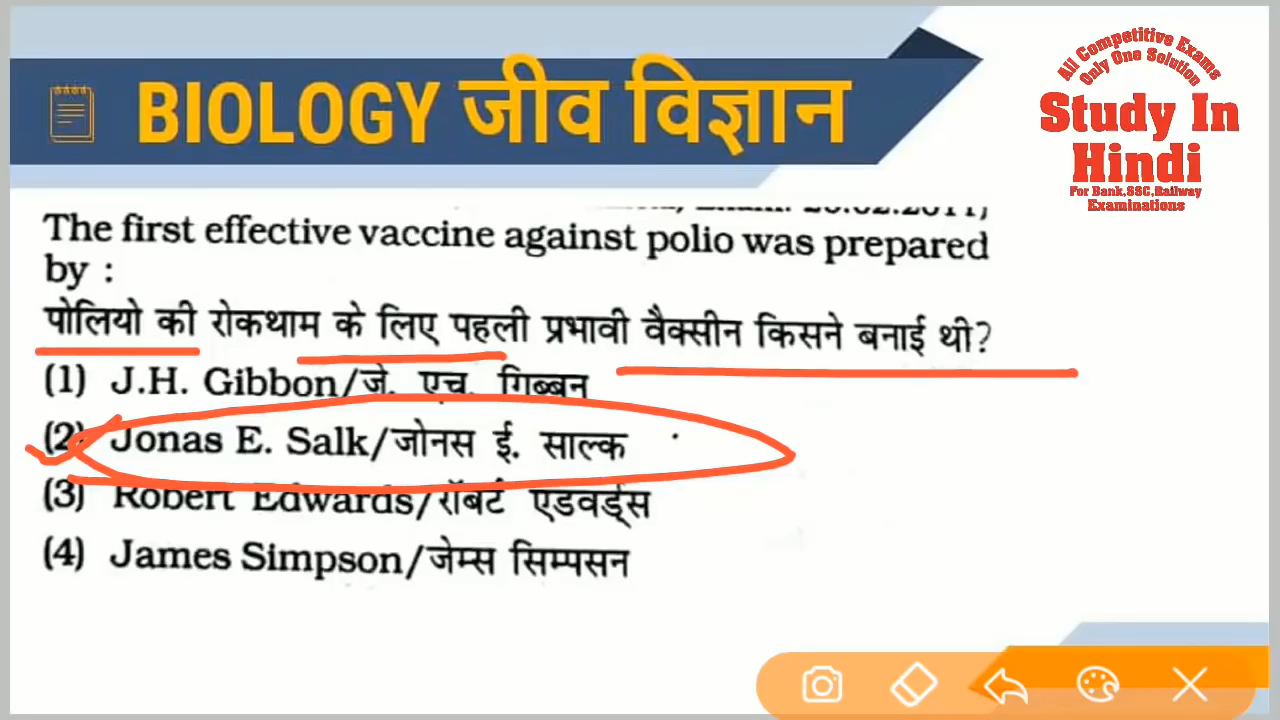 All Competitive Exams
Only One Solution
Study In
Hindi
For Bank,SSC,Railway
Examinations
BIOLOGY जीव विज्ञान
The first effective vaccine against polio was prepared
by :
पोलियो की रोकथाम के लिए पहली प्रभावी वैक्सीन किसने बनाई थी?
(1) J.H. Gibbon/जे. एच. गिब्बन
(2) Jonas E. Salk/जोनस ई. साल्क
(3) Robert Edwards/रॉबर्ट एडवर्ड्स
(4) James Simpson/जेम्स सिम्पसन